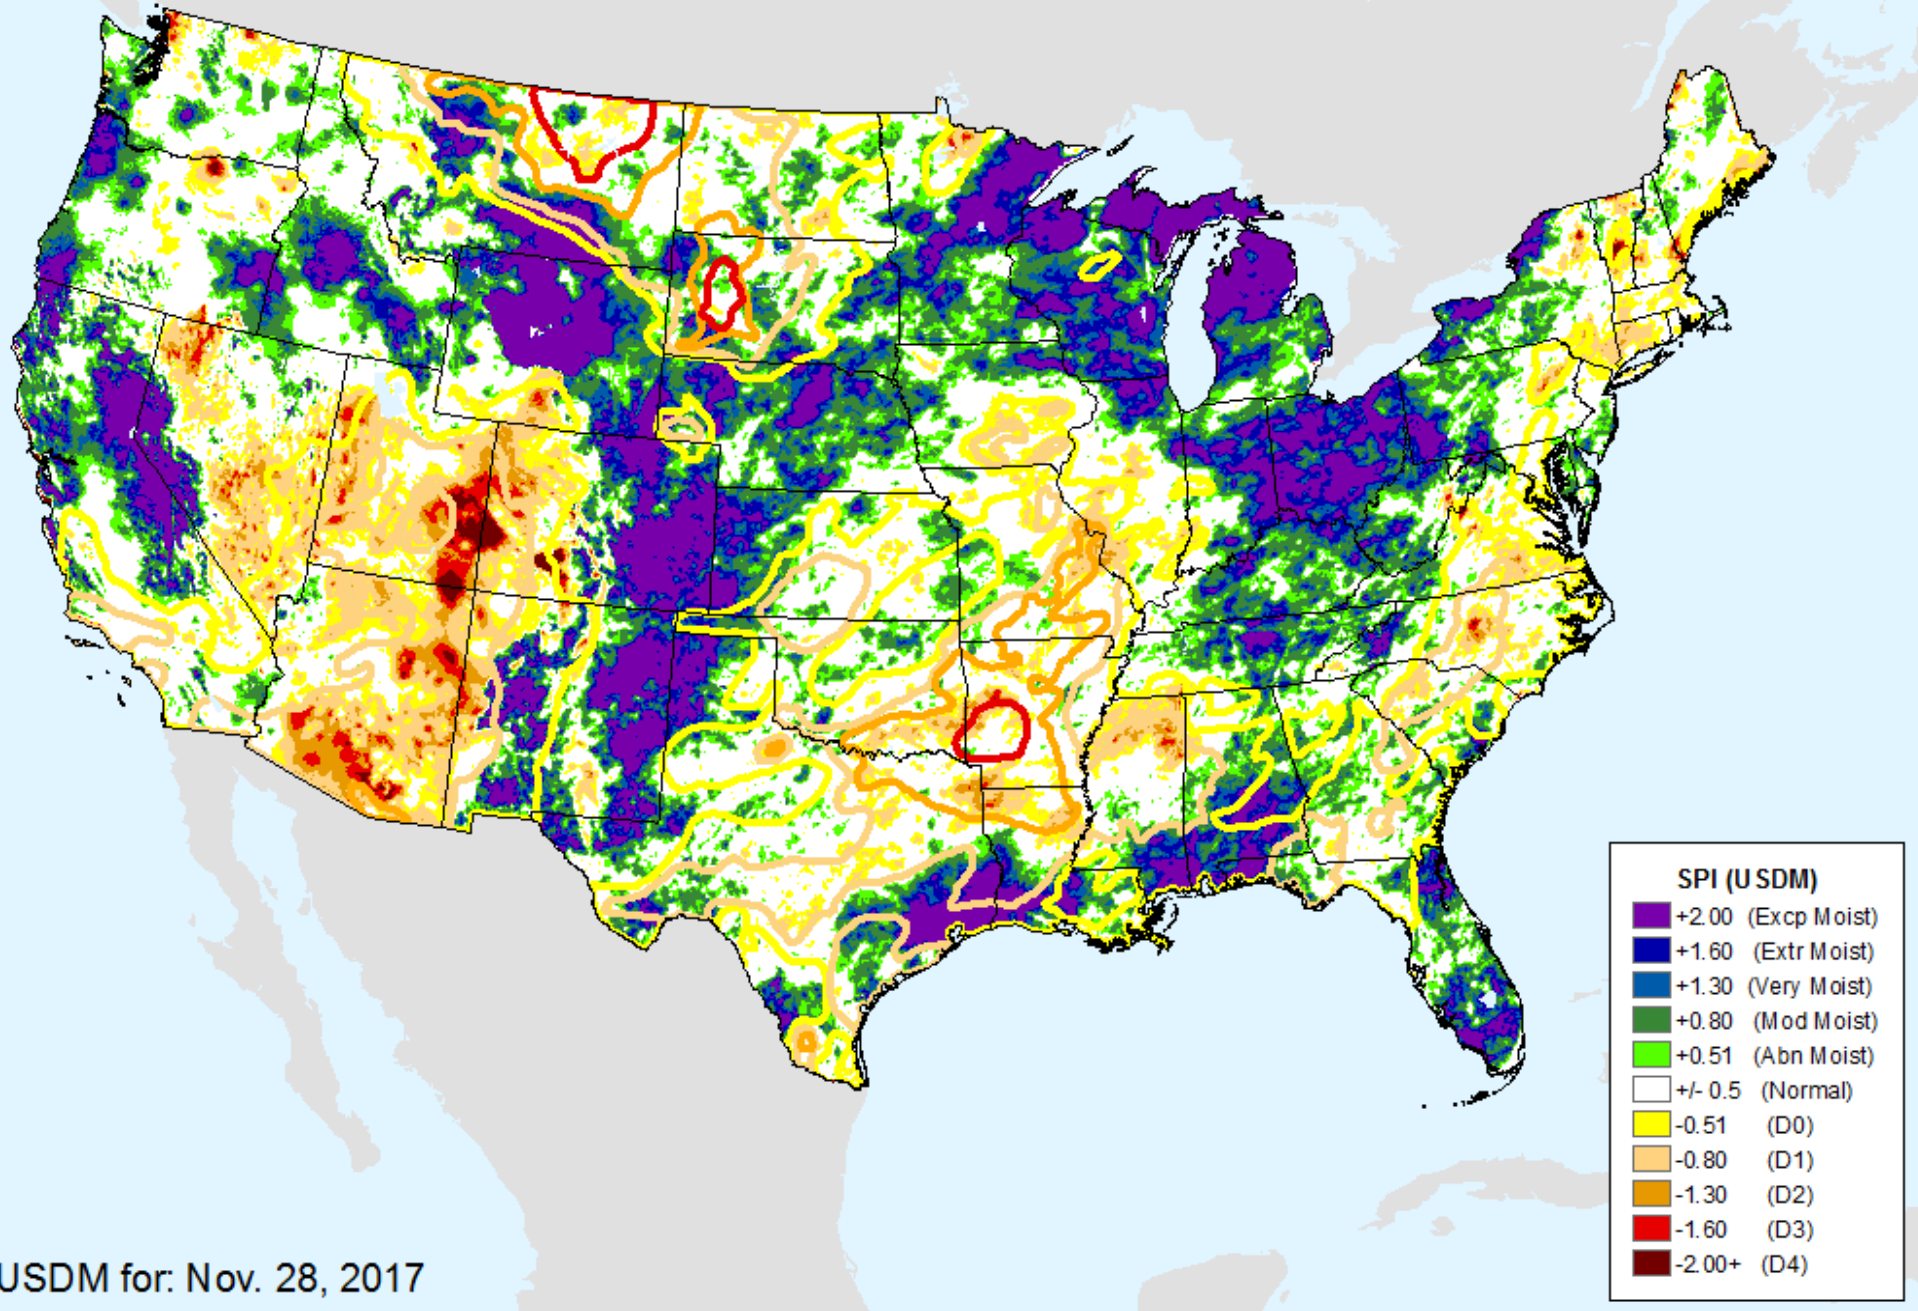 SPI (USDM)
+2.00 (Excp Moist)
+1.60 (Extr Moist)
+1.30 (Very Moist)
+0.80 (Mod Moist)
+0.51 (Abn Moist)
+/- 0.5 (Normal)
-0.51 (D0)
-0.80 (D1)
-1.30 (D2)
-1.60 (D3)
-2.00+ (D4)
USDM for: Nov. 28, 2017